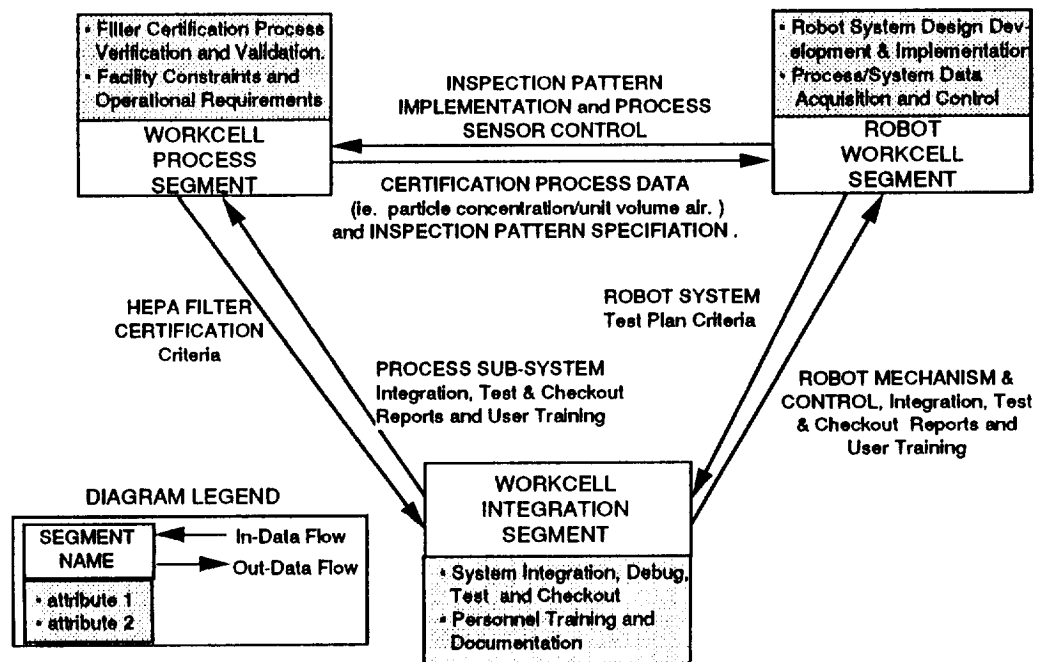 • Filter Certification Process
Verification and Validation.
• Facility Constraints and
Operational Requirements
WORKCELL
PROCESS
SEGMENT
INSPECTION PATTERN
IMPLEMENTATION and PROCESS
SENSOR CONTROL
CERTIFICATION PROCESS DATA
(ie. particle concentration/unit volume air. )
and INSPECTION PATTERN SPECIFIATION .
• Robot System Design Dev-
elopment & Implementation
• Process/System Data
Acquisition and Control
ROBOT
WORKCELL
SEGMENT
HEPA FILTER
CERTIFICATION
Criteria
PROCESS SUB-SYSTEM
Integration, Test & Checkout
Reports and User Training
ROBOT SYSTEM
Test Plan Criteria
ROBOT MECHANISM &
CONTROL, Integration, Test
& Checkout Reports and
User Training
WORKCELL
INTEGRATION
SEGMENT
• System Integration, Debug,
Test and Checkout
• Personnel Training and
Documentation
DIAGRAM LEGEND
SEGMENT
NAME
• attribute 1
• attribute 2
In-Data Flow
Out-Data Flow